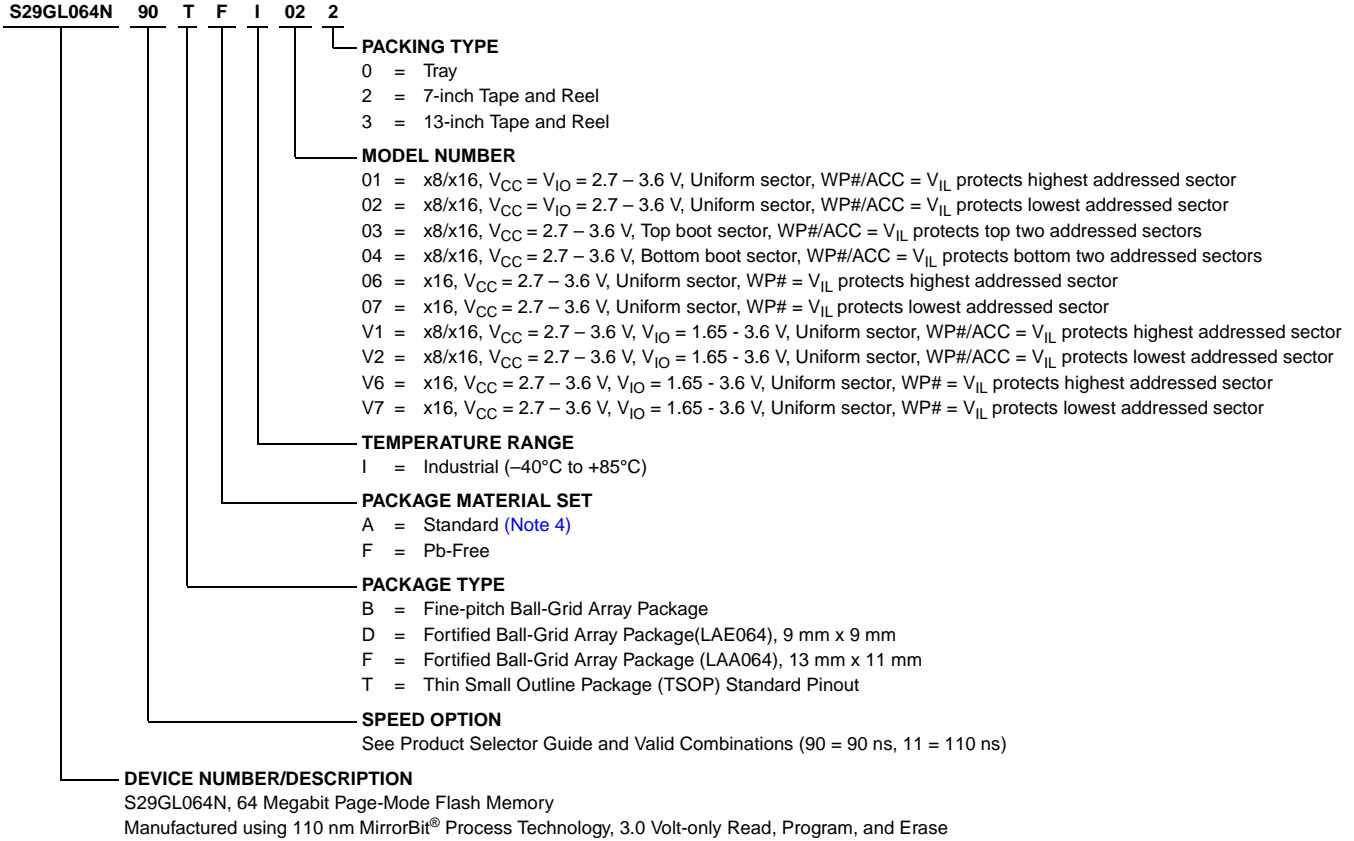 S29GL064N 90 T F I 02 2
PACKING TYPE
0 = Tray
2 = 7-inch Tape and Reel
3 = 13-inch Tape and Reel
MODEL NUMBER
01 = x8/x16, VCC = VIO = 2.7 – 3.6 V, Uniform sector, WP#/ACC = VIL protects highest addressed sector
02 = x8/x16, VCC = VIO = 2.7 – 3.6 V, Uniform sector, WP#/ACC = VIL protects lowest addressed sector
03 = x8/x16, VCC = 2.7 – 3.6 V, Top boot sector, WP#/ACC = VIL protects top two addressed sectors
04 = x8/x16, VCC = 2.7 – 3.6 V, Bottom boot sector, WP#/ACC = VIL protects bottom two addressed sectors
06 = x16, VCC = 2.7 – 3.6 V, Uniform sector, WP# = VIL protects highest addressed sector
07 = x16, VCC = 2.7 – 3.6 V, Uniform sector, WP# = VIL protects lowest addressed sector
V1 = x8/x16, VCC = 2.7 – 3.6 V, VIO = 1.65 - 3.6 V, Uniform sector, WP#/ACC = VIL protects highest addressed sector
V2 = x8/x16, VCC = 2.7 – 3.6 V, VIO = 1.65 - 3.6 V, Uniform sector, WP#/ACC = VIL protects lowest addressed sector
V6 = x16, VCC = 2.7 – 3.6 V, VIO = 1.65 - 3.6 V, Uniform sector, WP# = VIL protects highest addressed sector
V7 = x16, VCC = 2.7 – 3.6 V, VIO = 1.65 - 3.6 V, Uniform sector, WP# = VIL protects lowest addressed sector
TEMPERATURE RANGE
I = Industrial (–40°C to +85°C)
PACKAGE MATERIAL SET
A = Standard (Note 4)
F = Pb-Free
PACKAGE TYPE
B = Fine-pitch Ball-Grid Array Package
D = Fortified Ball-Grid Array Package(LAE064), 9 mm x 9 mm
F = Fortified Ball-Grid Array Package (LAA064), 13 mm x 11 mm
T = Thin Small Outline Package (TSOP) Standard Pinout
SPEED OPTION
See Product Selector Guide and Valid Combinations (90 = 90 ns, 11 = 110 ns)
DEVICE NUMBER/DESCRIPTION
S29GL064N, 64 Megabit Page-Mode Flash Memory
Manufactured using 110 nm MirrorBit® Process Technology, 3.0 Volt-only Read, Program, and Erase